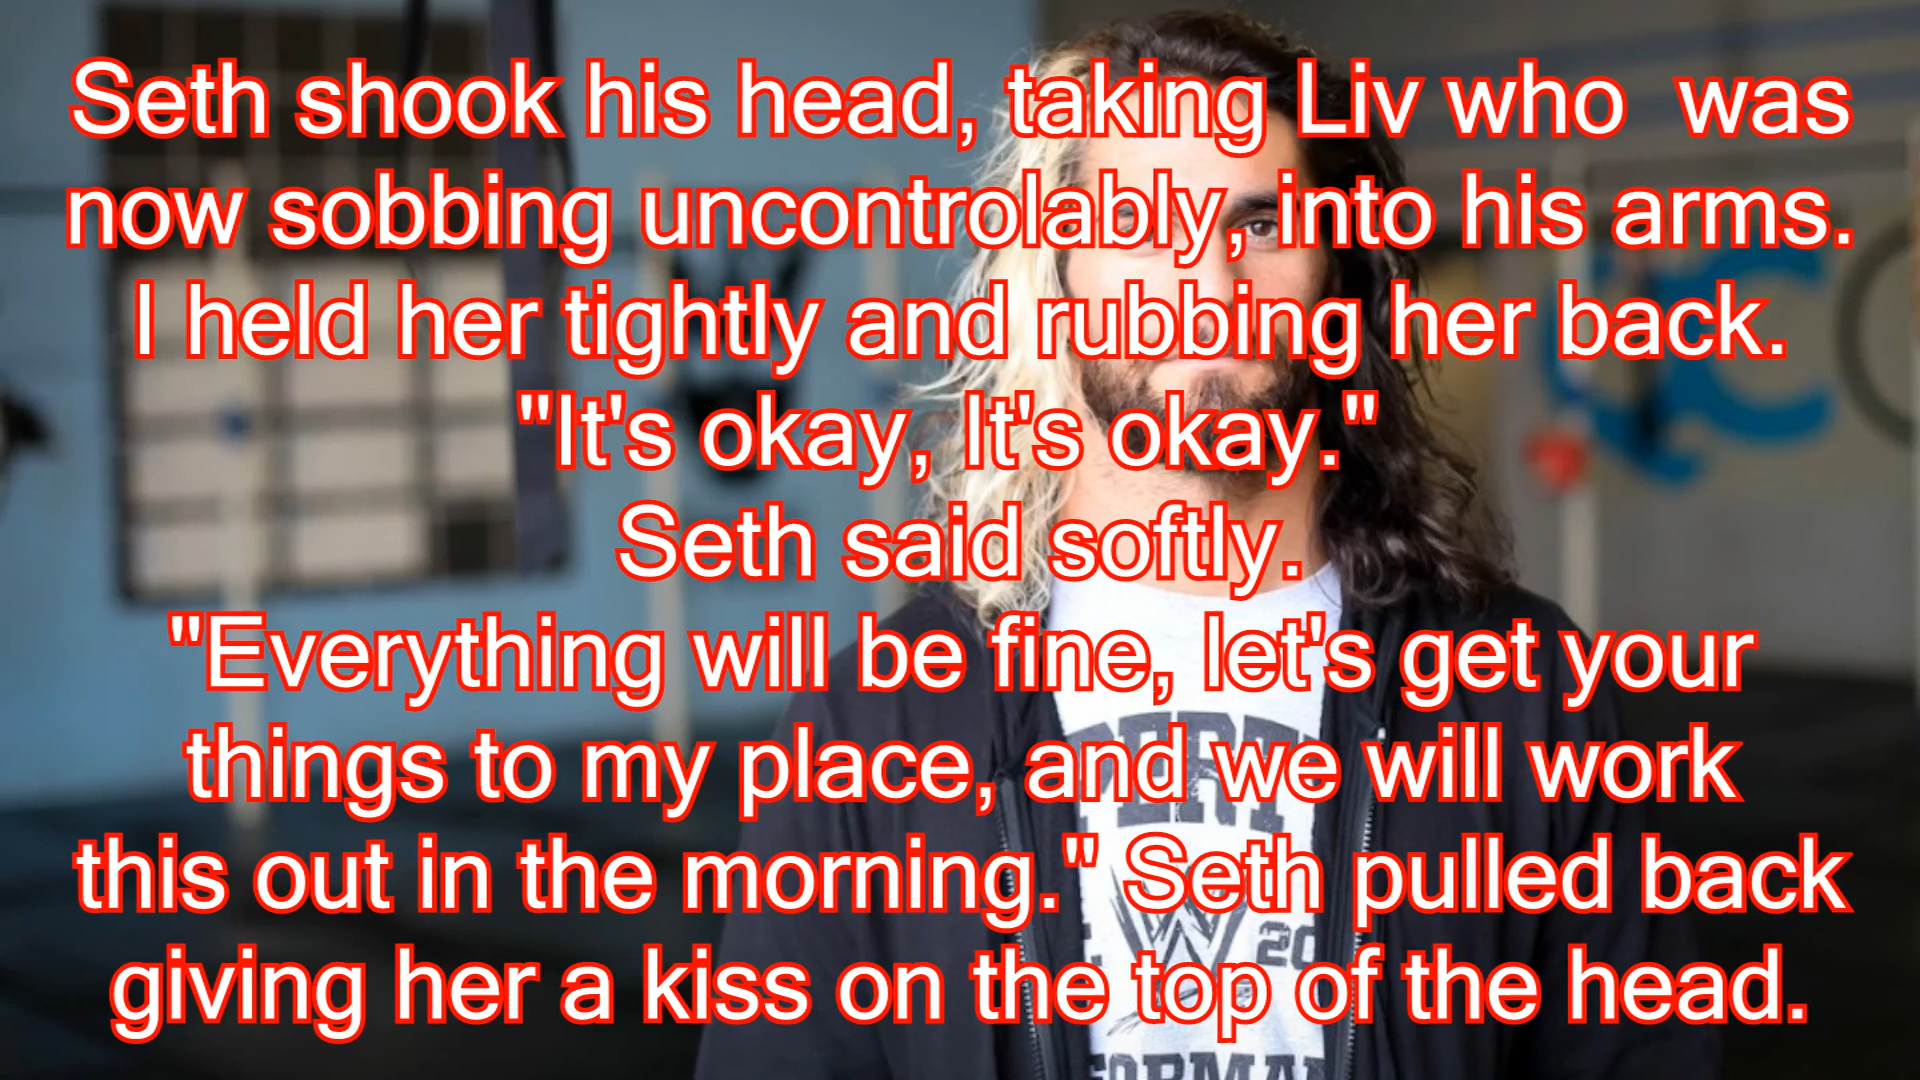 Seth shook his head, taking Liv who  was
now sobbing uncontrolably, into his arms.
I held her tightly and rubbing her back.
"It's okay, It's okay."
Seth said softly.
"Everything will be fine, let's get your
things to my place, and we will work
this out in the morning." Seth pulled back
giving her a kiss on the top of the head.
W 20